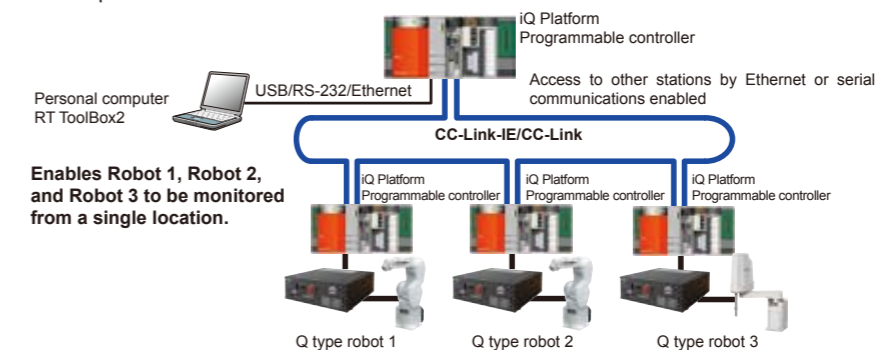 iQ Platform
Programmable controller
Access to other stations by Ethernet or serial
communications enabled
USB/RS-232/Ethernet
Personal computer
RT ToolBox2
CC-Link-IE/CC-Link
Enables Robot 1, Robot 2,
and Robot 3 to be monitored
from a single location.
iQ Platform
Programmable controller
iQ Platform
Programmable controller
iQ Platform
Programmable controller
Q type robot 1
Q type robot 2
Q type robot 3